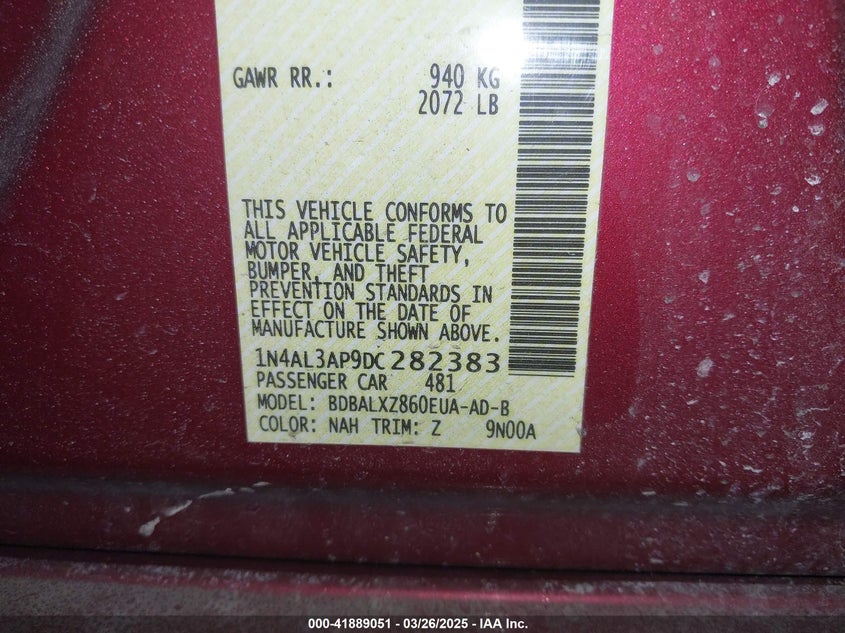 GAWR RR.: 940 KG
2072 LB
THIS VEHICLE CONFORMS TO
ALL APPLICABLE FEDERAL
MOTOR VEHICLE SAFETY,
BUMPER, AND THEFT
PREVENTION STANDARDS IN
EFFECT ON THE DATE OF
MANUFACTURE SHOWN ABOVE.
1N4AL3AP9DC282383
PASSENGER CAR 481
MODEL: BDBALXZ860EUA-AD-B
COLOR: NAH TRIM: Z 9N00A
000-41889051 — 03/26/2025 — IAA Inc.